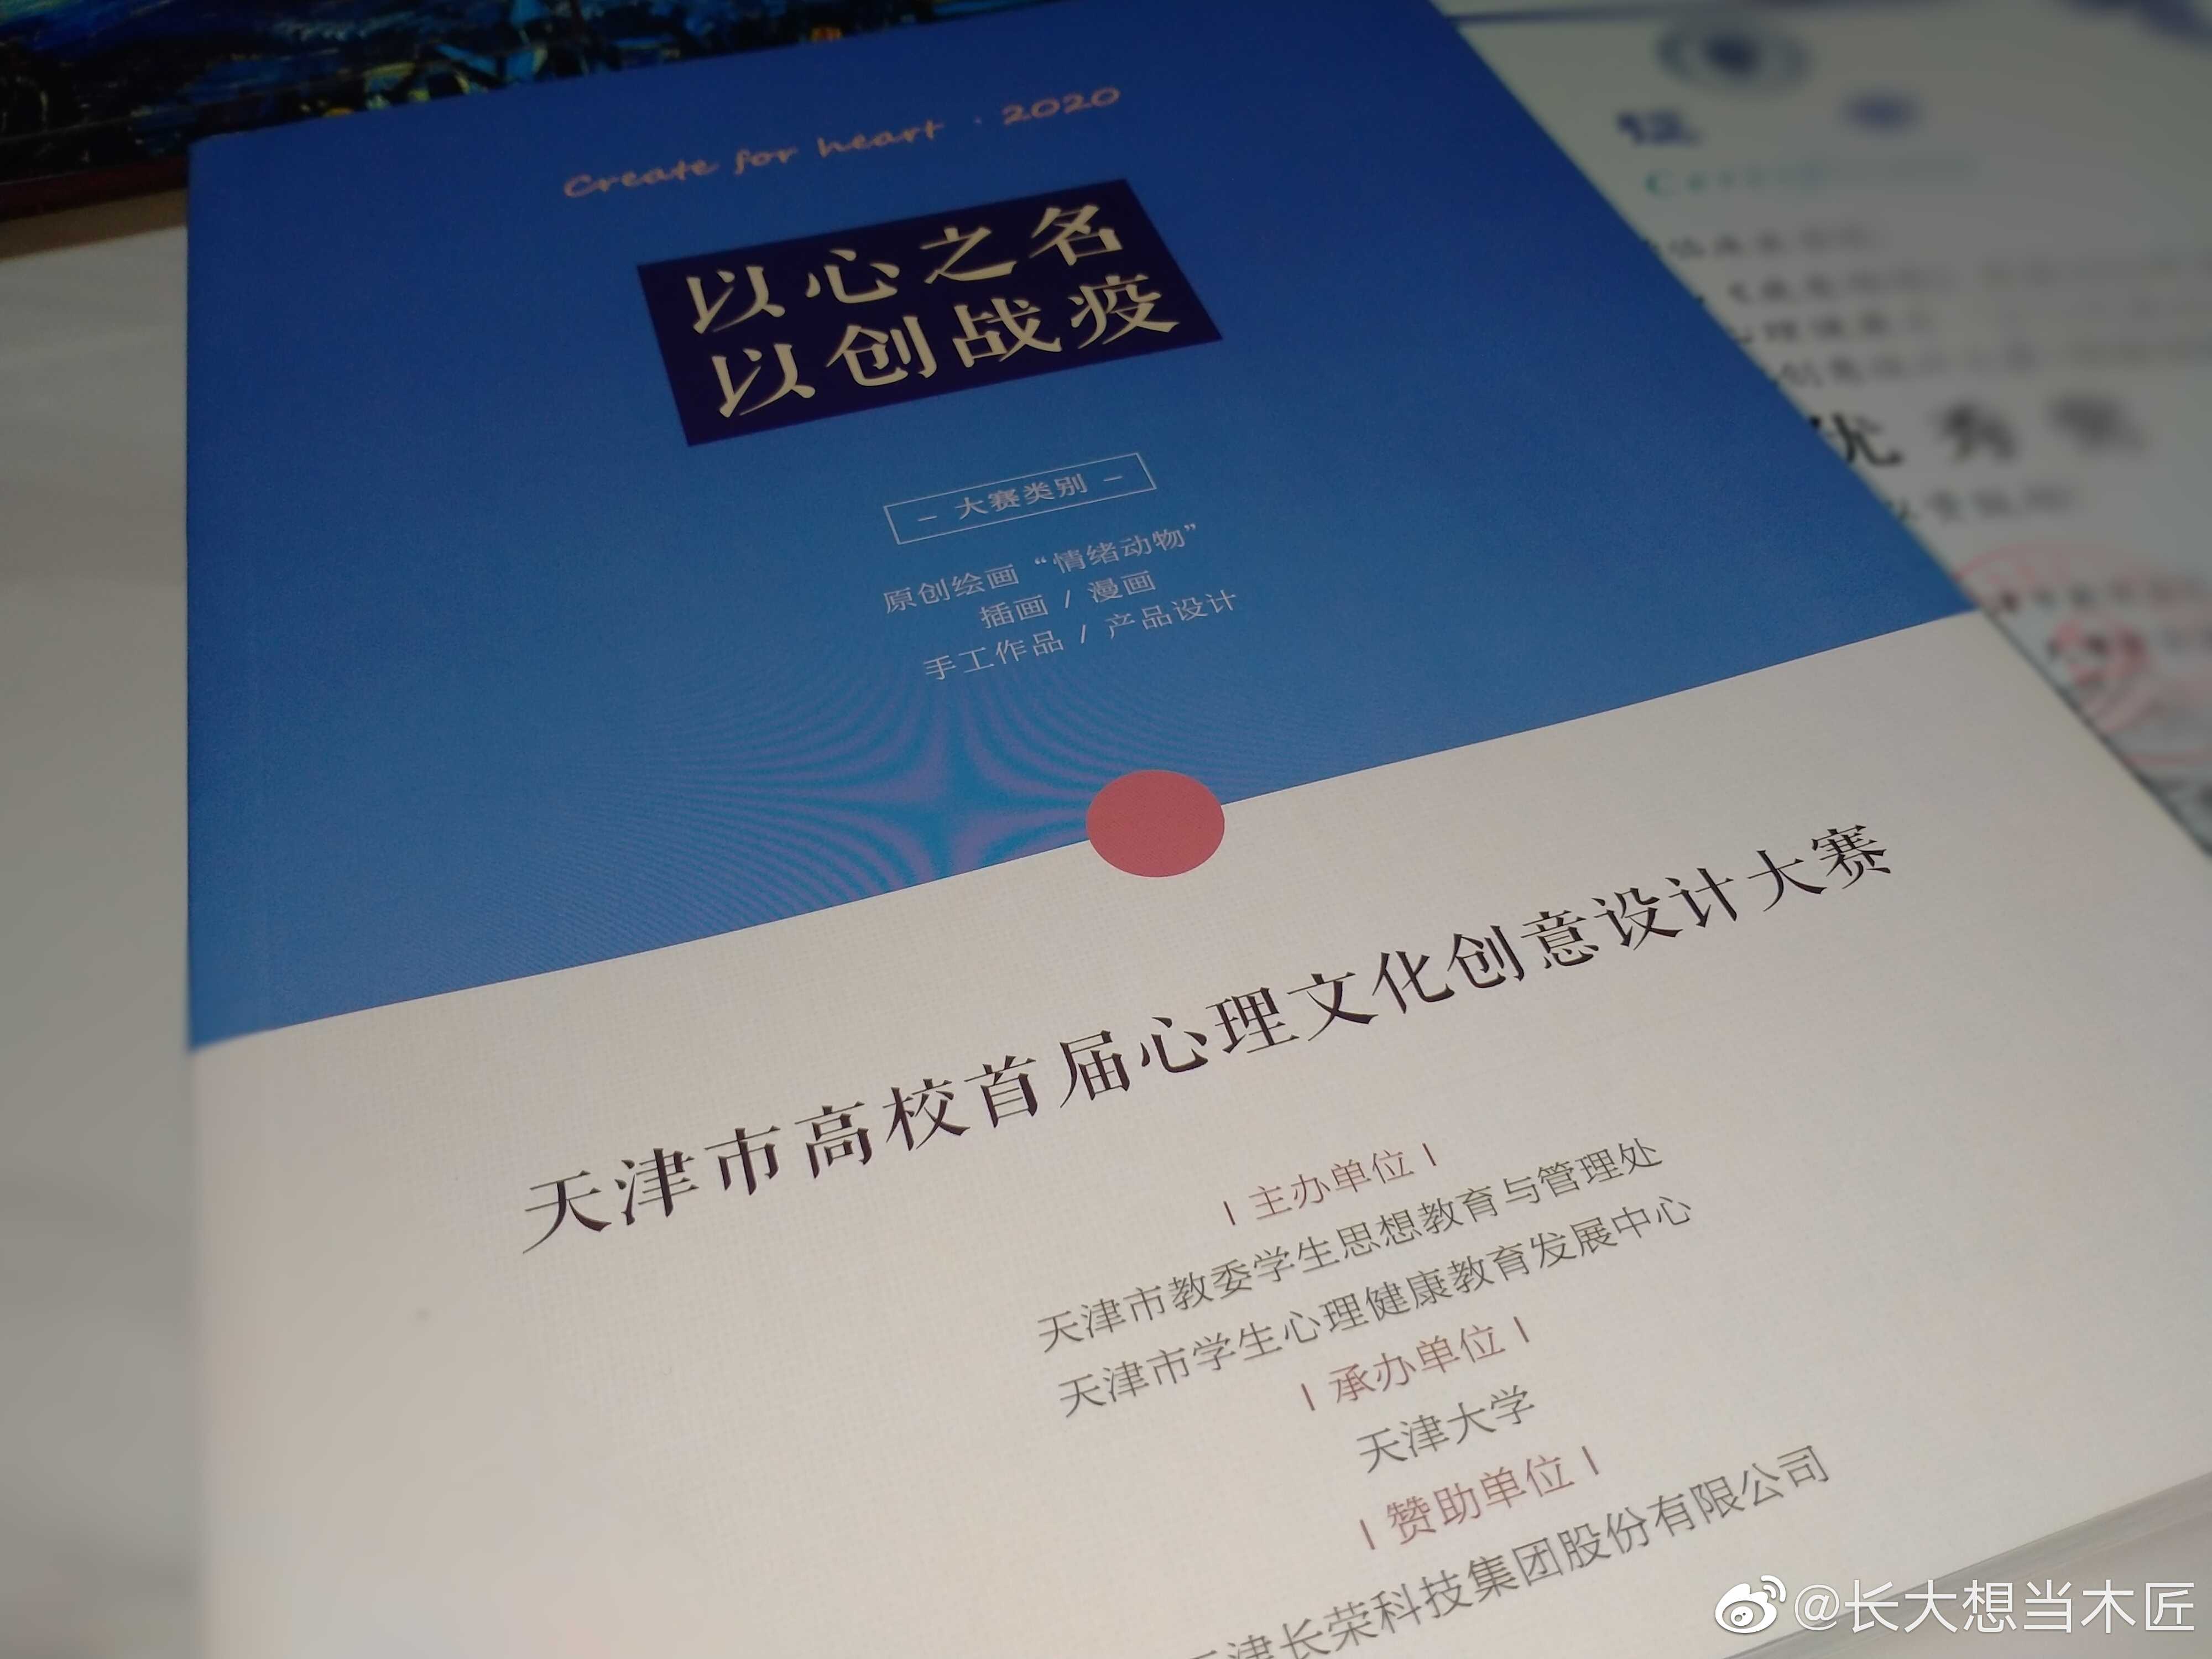 Create for heart · 2020
以心之名
以创战疫
- 大赛类别 -
原创绘画“情绪动物”
插画 / 漫画
手工作品 / 产品设计
天津市高校首届心理文化创意设计大赛
| 主办单位 |
天津市教委学生思想教育与管理处
天津市学生心理健康教育发展中心
| 承办单位 |
天津大学
| 赞助单位 |
天津长荣科技集团股份有限公司
优秀
@长大想当木匠